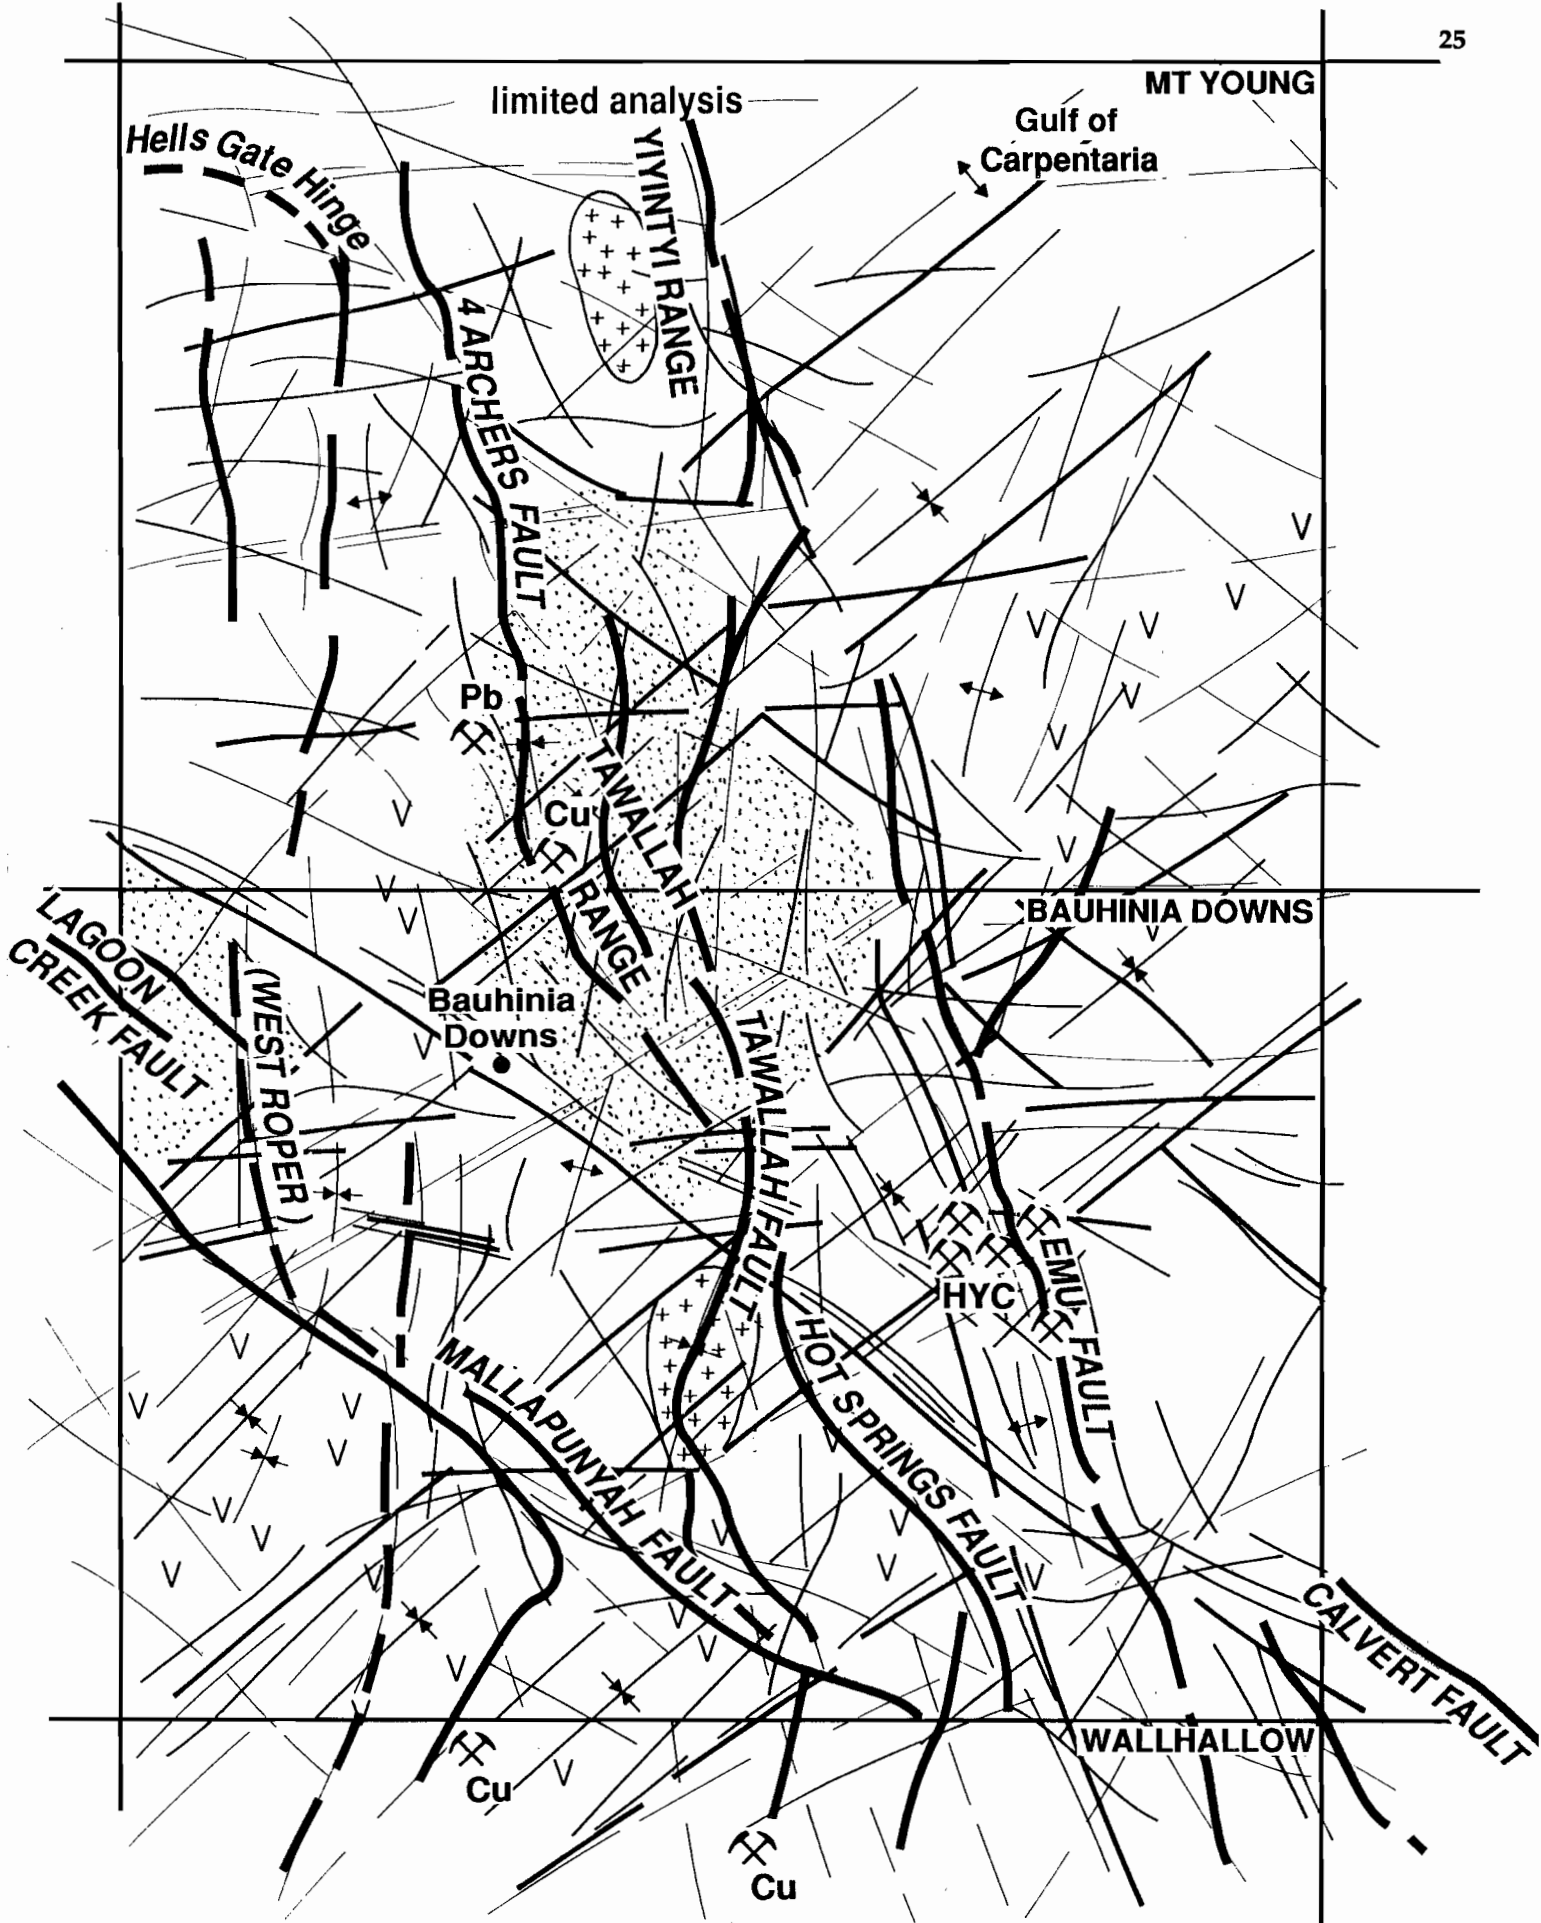 25
MT YOUNG
limited analysis
Gulf of
Carpentaria
Hells Gate Hinge
YIYINTYI RANGE
4 ARCHERS FAULT
Pb
Cu
TAWALLAH
RANGE
BAUHINIA DOWNS
LAGOON
CREEK FAULT
(WEST ROPER)
Bauhinia
Downs
TAWALLAH FAULT
HYC
EMU FAULT
HOT SPRINGS FAULT
MALLAPUNYAH FAULT
CALVERT FAULT
WALLHALLOW
Cu
Cu